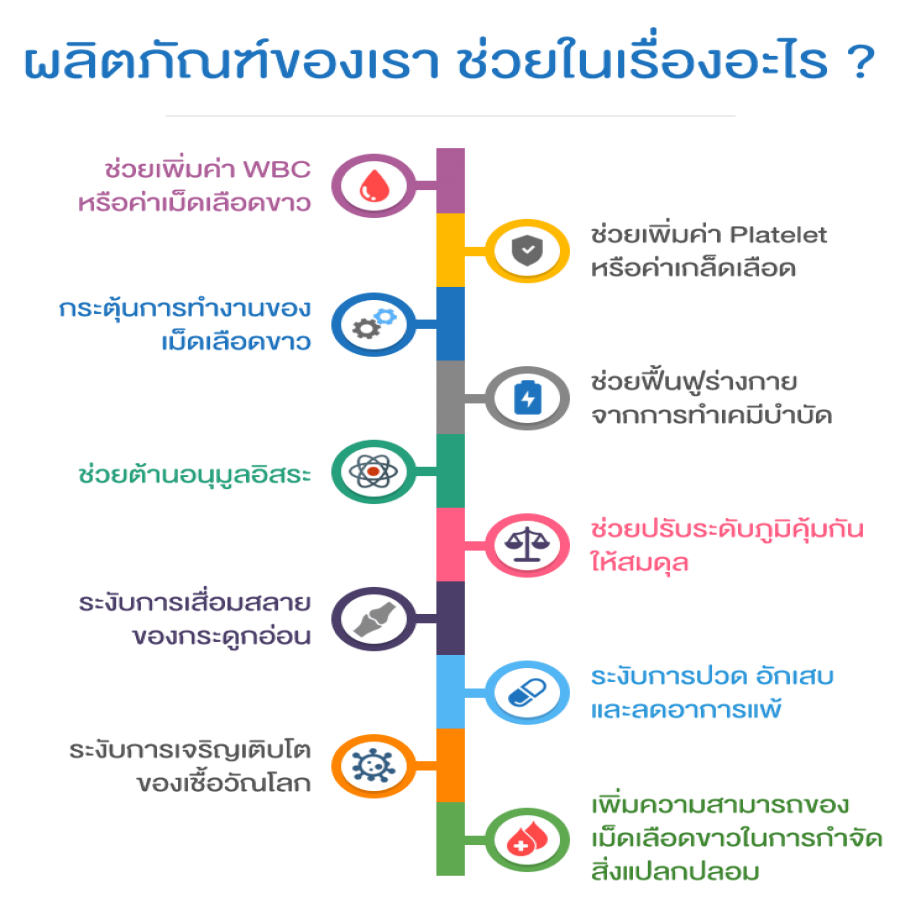 ผลิตภัณฑ์ของเรา ช่วยในเรื่องอะไร ?
ช่วยเพิ่มค่า WBC
หรือค่าเม็ดเลือดขาว
ช่วยเพิ่มค่า Platelet
หรือค่าเกล็ดเลือด
กระตุ้นการทำงานของ
เม็ดเลือดขาว
ช่วยฟื้นฟูร่างกาย
จากการทำเคมีบำบัด
ช่วยต้านอนุมูลอิสระ
ช่วยปรับระดับภูมิคุ้มกัน
ให้สมดุล
ระงับการเสื่อมสลาย
ของกระดูกอ่อน
ระงับการปวด อักเสบ
และลดอาการแพ้
ระงับการเจริญเติบโต
ของเชื้อวัณโลก
เพิ่มความสามารถของ
เม็ดเลือดขาวในการกำจัด
สิ่งแปลกปลอม